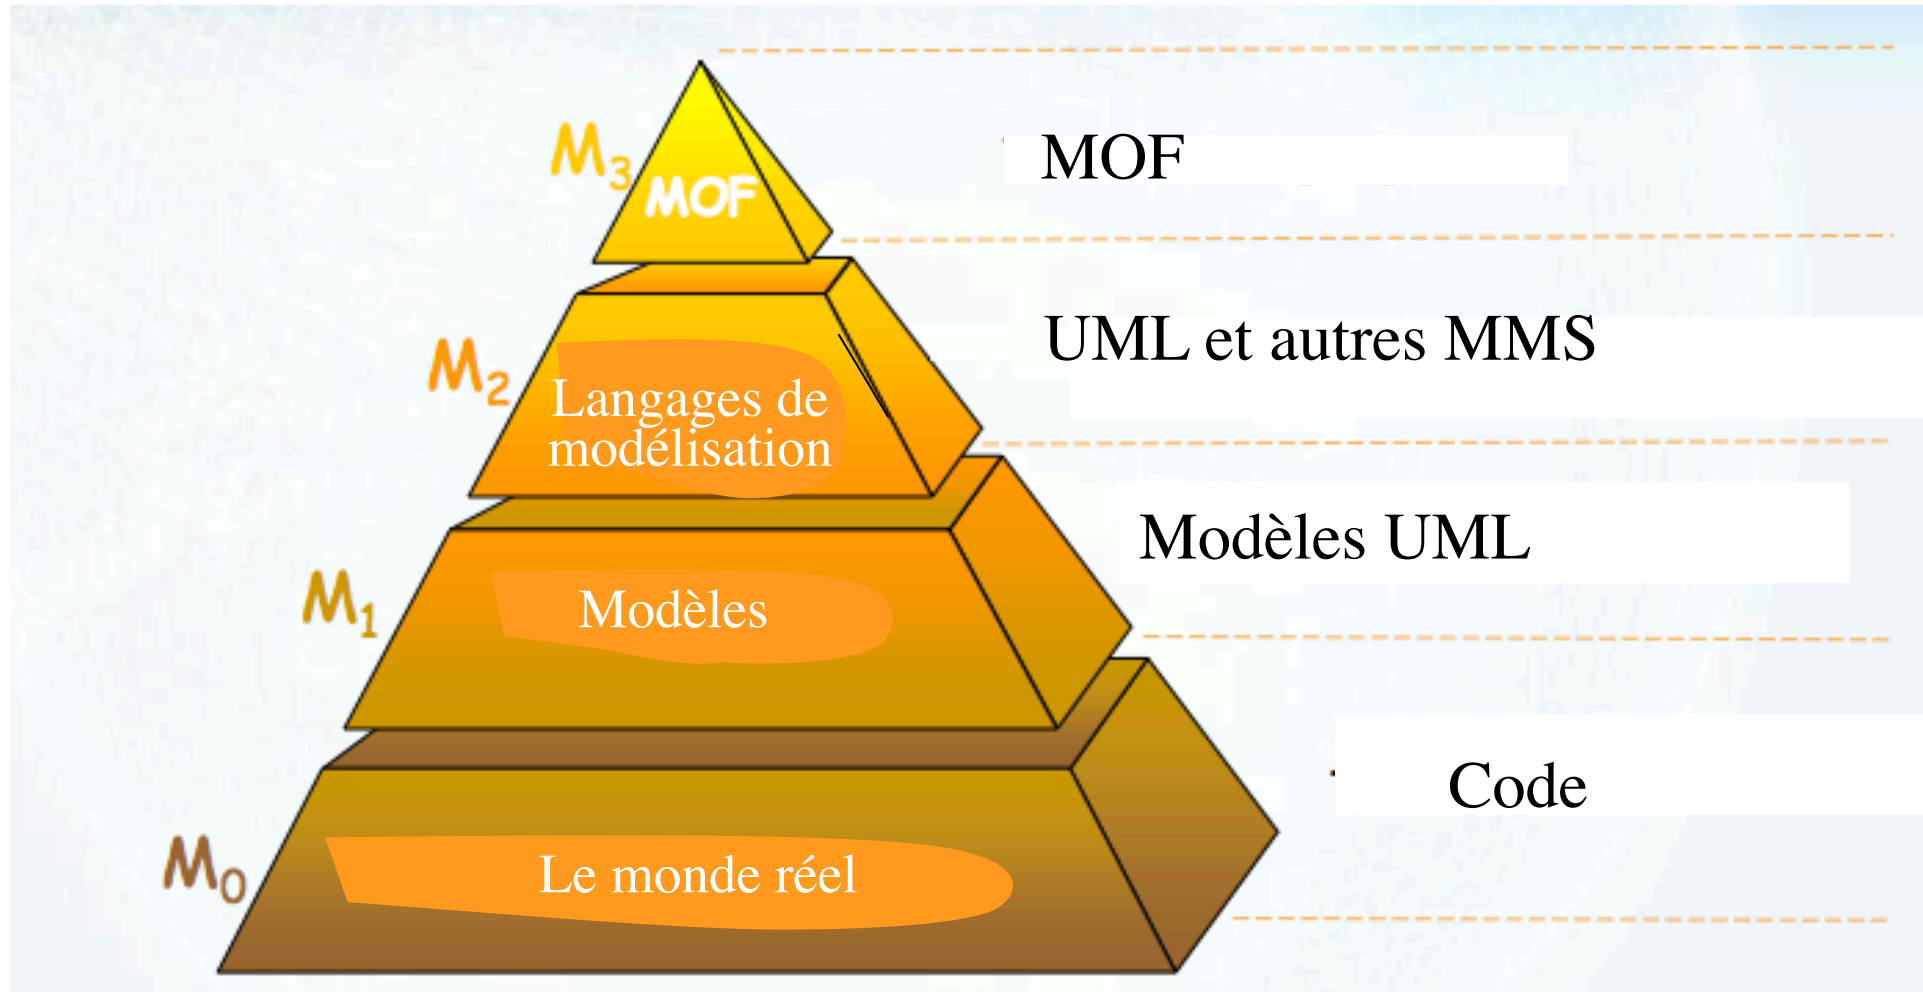 M3
MOF
MOF
M2
Langages de
modélisation
UML et autres MMS
M1
Modèles
Modèles UML
M0
Le monde réel
Code